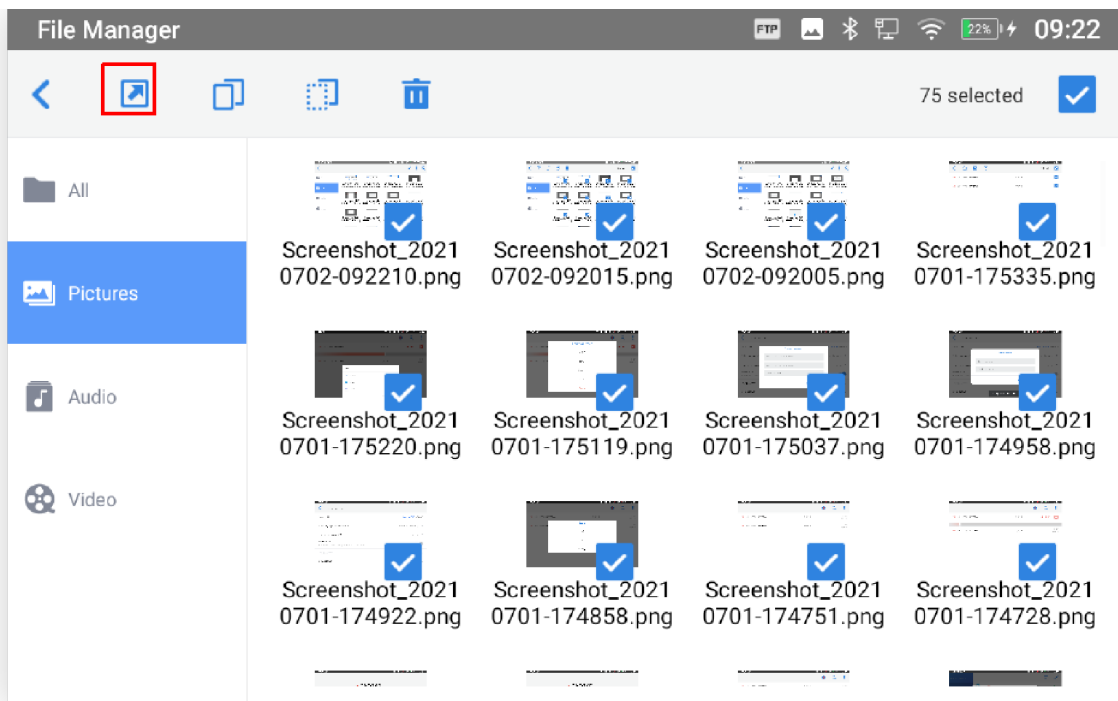 File Manager
FTP
22%
09:22
75 selected
All
Pictures
Audio
Video
Screenshot_2021
0702-092210.png
Screenshot_2021
0702-092015.png
Screenshot_2021
0702-092005.png
Screenshot_2021
0701-175335.png
Screenshot_2021
0701-175220.png
Screenshot_2021
0701-175119.png
Screenshot_2021
0701-175037.png
Screenshot_2021
0701-174958.png
Screenshot_2021
0701-174922.png
Screenshot_2021
0701-174858.png
Screenshot_2021
0701-174751.png
Screenshot_2021
0701-174728.png